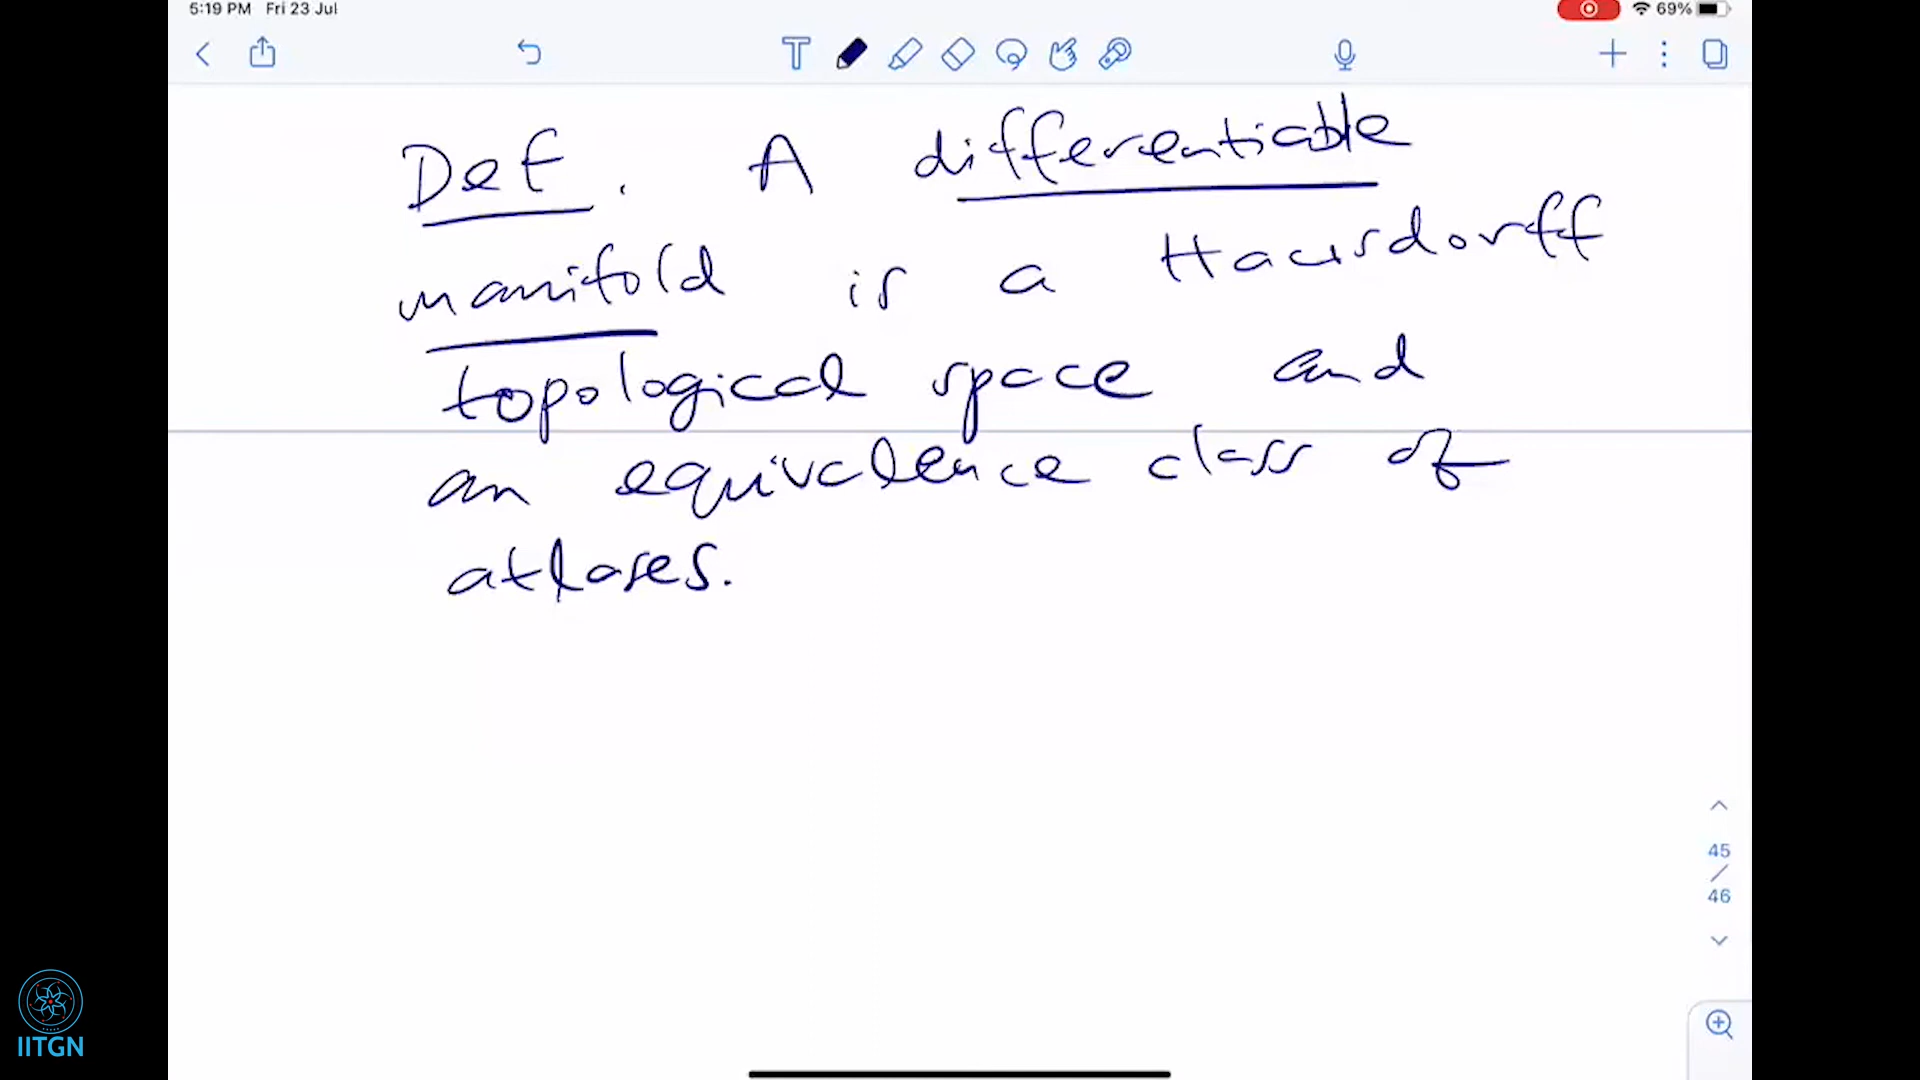 5:19 PM Fri 23 Jul
69%
Def. A differentiable
manifold is a Hausdorff
topological space and
an equivalence class of
atlases.
45
/
46
IITGN